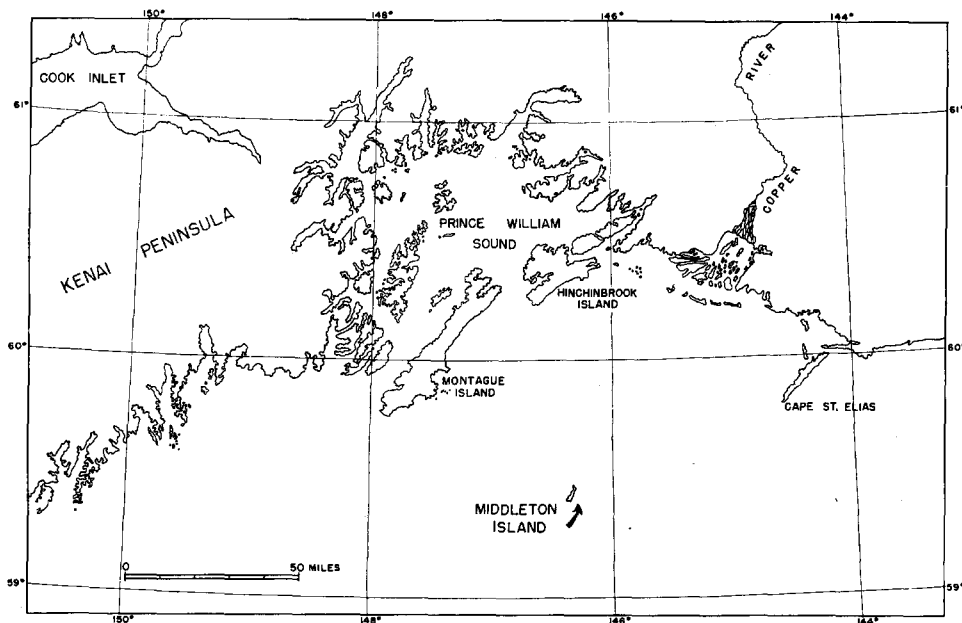 150°
148°
146°
144°
COOK INLET
RIVER
61°
61°
COPPER
KENAI PENINSULA
PRINCE WILLIAM
SOUND
HINCHINBROOK
ISLAND
60°
60°
MONTAGUE
ISLAND
CAPE ST. ELIAS
MIDDLETON
ISLAND
0
50 MILES
59°
59°
150°
148°
146°
144°